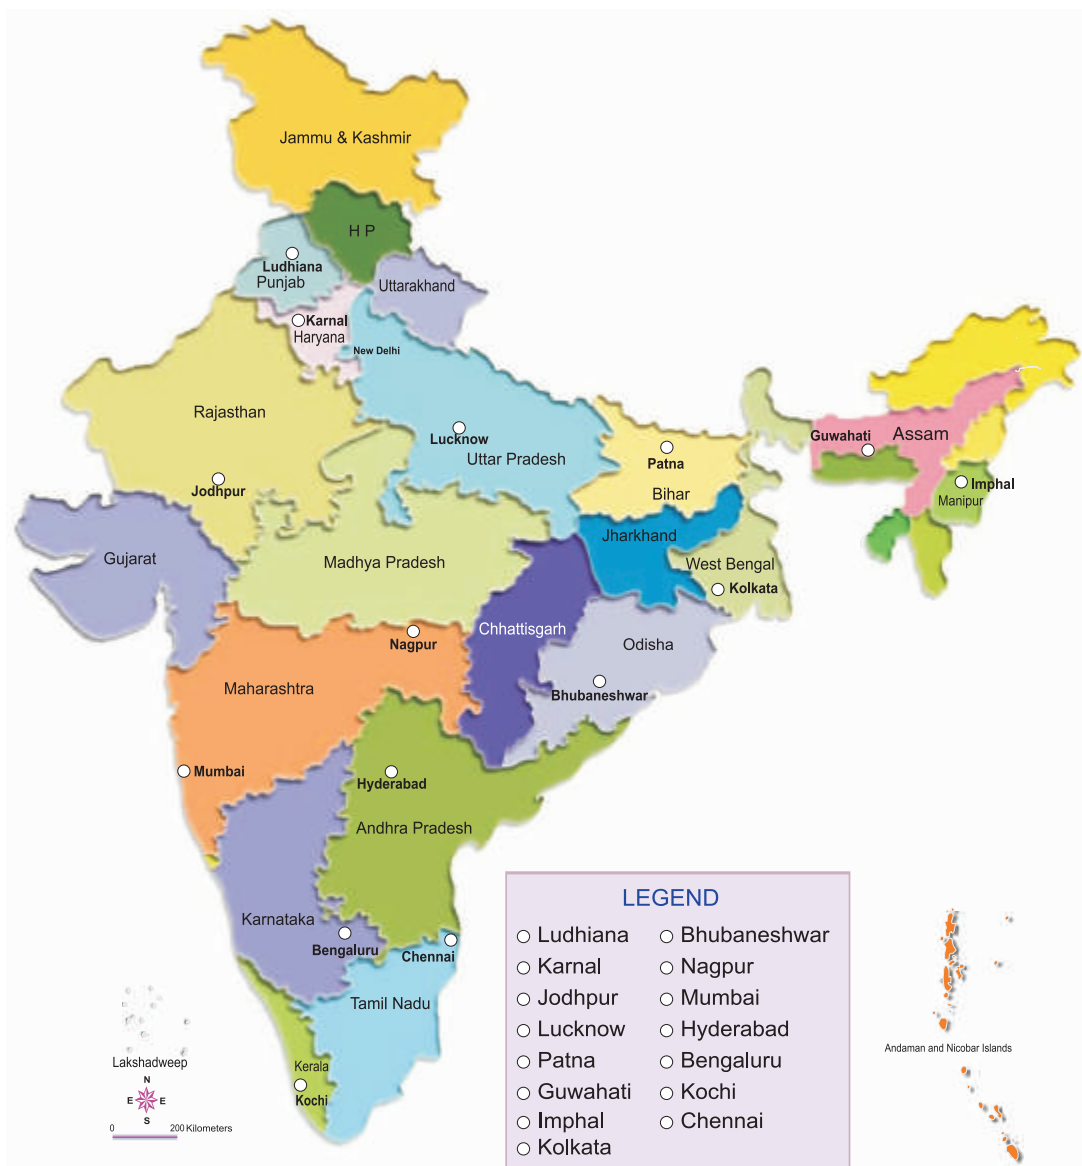 Jammu & Kashmir
H P
Ludhiana
Punjab
Uttarakhand
Karnal
Haryana
New Delhi
Rajasthan
Lucknow
Uttar Pradesh
Guwahati
Assam
Patna
Bihar
Jodhpur
Imphal
Manipur
Gujarat
Madhya Pradesh
Jharkhand
West Bengal
Kolkata
Chhattisgarh
Nagpur
Odisha
Maharashtra
Bhubaneshwar
Mumbai
Hyderabad
Andhra Pradesh
Karnataka
Bengaluru
Chennai
Tamil Nadu
Lakshadweep
Kerala
Kochi
N
E E
S
0 200 Kilometers
LEGEND
Ludhiana
Karnal
Jodhpur
Lucknow
Patna
Guwahati
Imphal
Kolkata
Bhubaneshwar
Nagpur
Mumbai
Hyderabad
Bengaluru
Kochi
Chennai
Andaman and Nicobar Islands